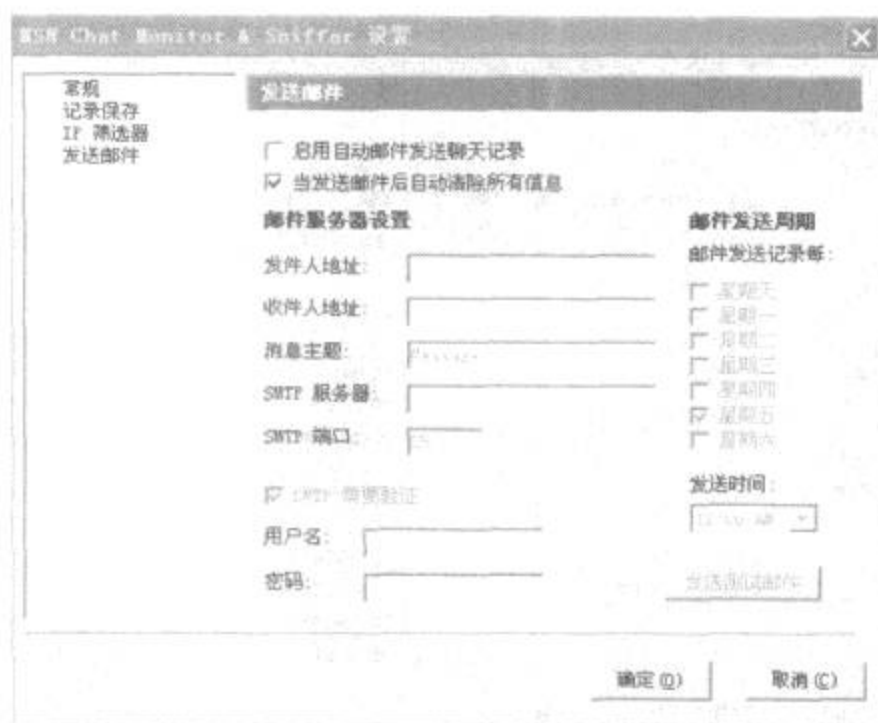 MSN Chat Monitor & Sniffer 设置
常规
记录保存
IP 筛选器
发送邮件
发送邮件
启用自动邮件发送聊天记录
当发送邮件后自动清除所有信息
邮件服务器设置
发件人地址:
收件人地址:
消息主题:
SMTP 服务器:
SMTP 端口:
SMTP 需要验证
用户名:
密码:
邮件发送周期
邮件发送记录每:
星期天
星期一
星期二
星期三
星期四
星期五
星期六
发送时间:
发送测试邮件
确定(O)
取消(C)